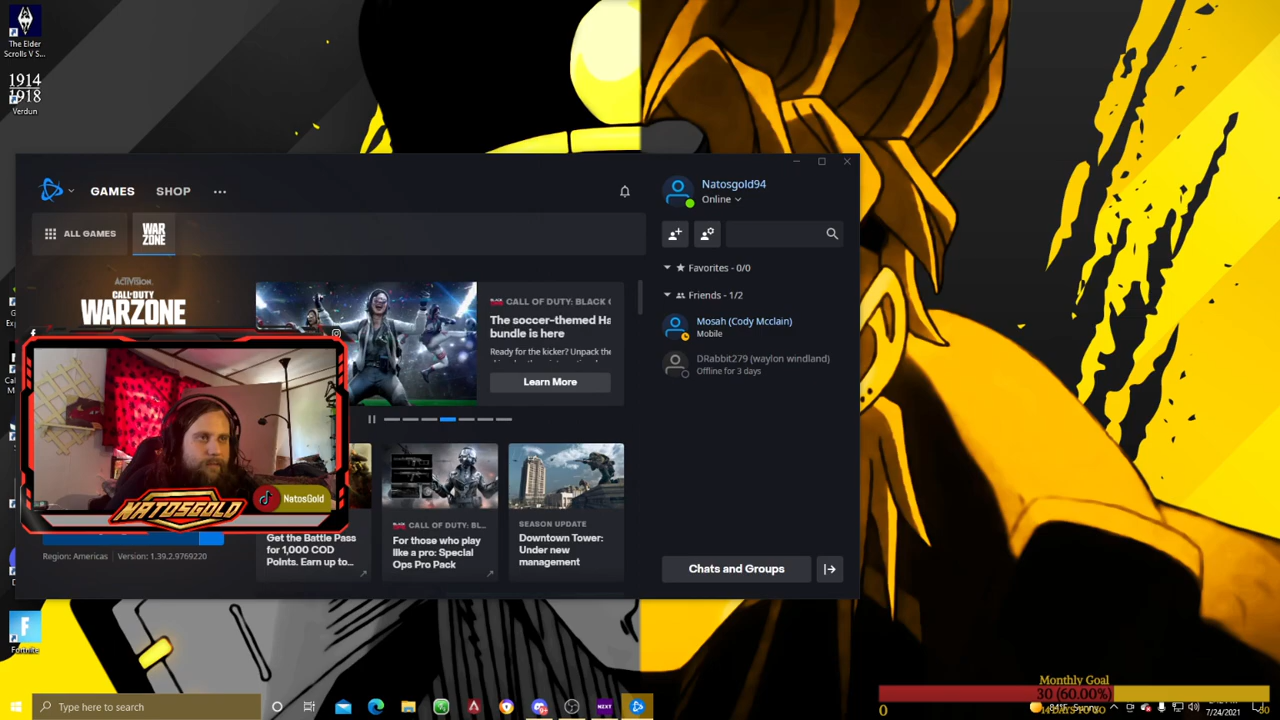 The Elder
Scrolls V S...
1914
1918
Verdun
Fortnite
GAMES
SHOP
ALL GAMES
WAR
ZONE
ACTIVISION.
CALL OF DUTY
WARZONE
CALL OF DUTY: BLACK
The soccer-themed Ha
bundle is here
Ready for the kicker? Unpack the
Learn More
NATOSGOLD
NatosGold
Get the Battle Pass
for 1,000 COD
Points. Earn up to...
CALL OF DUTY: BL...
For those who play
like a pro: Special
Ops Pro Pack
SEASON UPDATE
Downtown Tower:
Under new
management
Region: Americas
Version: 1.39.2.9769220
Natosgold94
Online
Favorites - 0/0
Friends - 1/2
Mosah (Cody Mcclain)
Mobile
DRabbit279 (waylon windland)
Offline for 3 days
Chats and Groups
Monthly Goal
30 (60.00%)
0
50
Type here to search
NZXT
84°F Sunny
7/24/2021